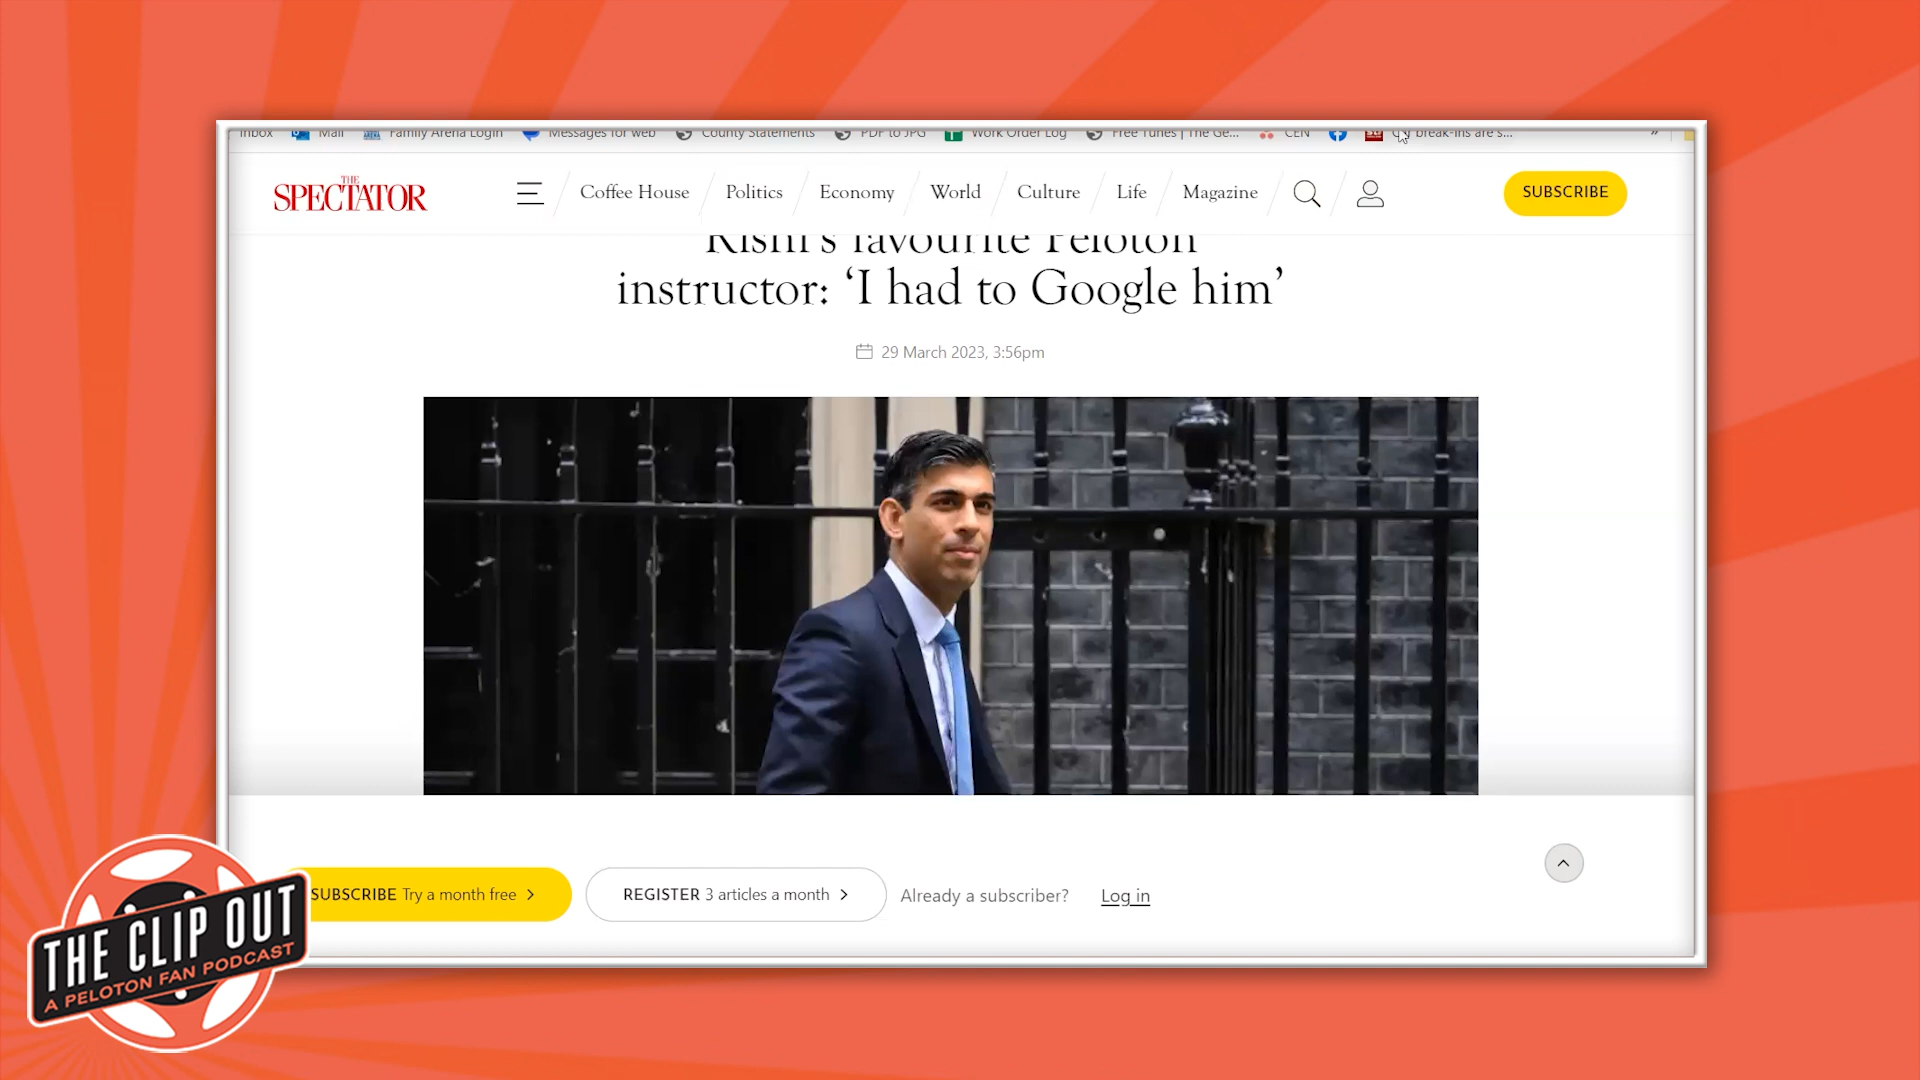 Inbox Mail Family Arena Login Messages for web County Statements PDF to JPG Work Order Log Free Tunes | The Ge... CEN break-ins are s... »
THE
SPECTATOR
Coffee House Politics Economy World Culture Life Magazine
SUBSCRIBE
Rishi's favourite Peloton
instructor: ‘I had to Google him’
29 March 2023, 3:56pm
SUBSCRIBE Try a month free >
REGISTER 3 articles a month >
Already a subscriber? Log in
THE CLIP OUT
A PELOTON FAN PODCAST